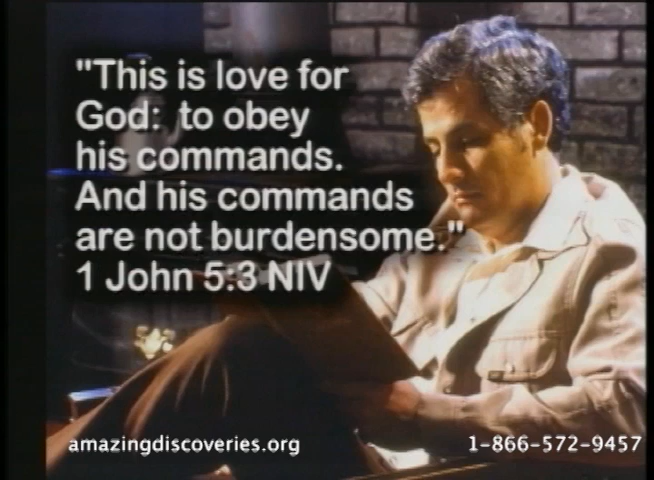 "This is love for
God:  to obey
his commands.
And his commands
are not burdensome."
1 John 5:3 NIV
amazingdiscoveries.org
1-866-572-9457